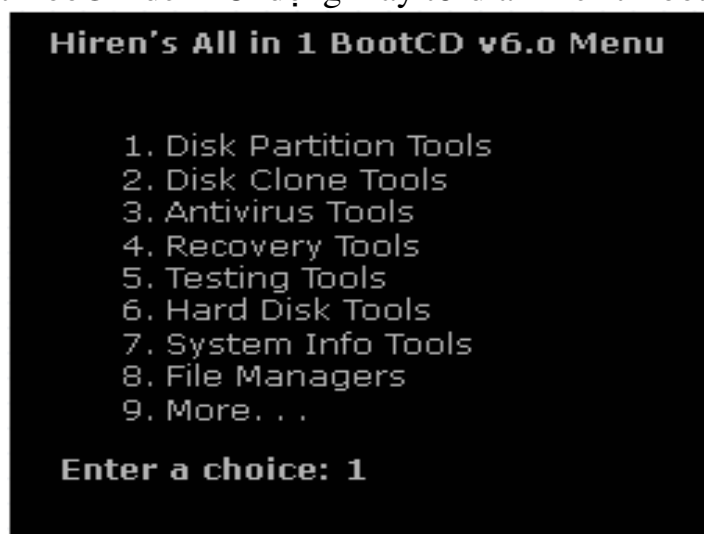 Hiren's All in 1 BootCD v6.o Menu
1. Disk Partition Tools
2. Disk Clone Tools
3. Antivirus Tools
4. Recovery Tools
5. Testing Tools
6. Hard Disk Tools
7. System Info Tools
8. File Managers
9. More. . .
Enter a choice: 1